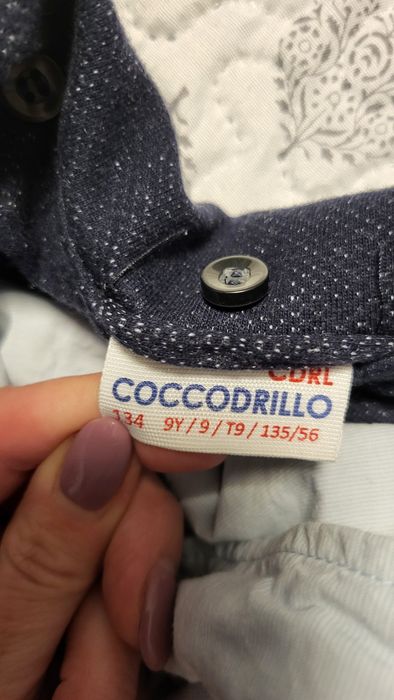 CDRL
COCCODRILLO
134 9Y / 9 / T9 / 135/56